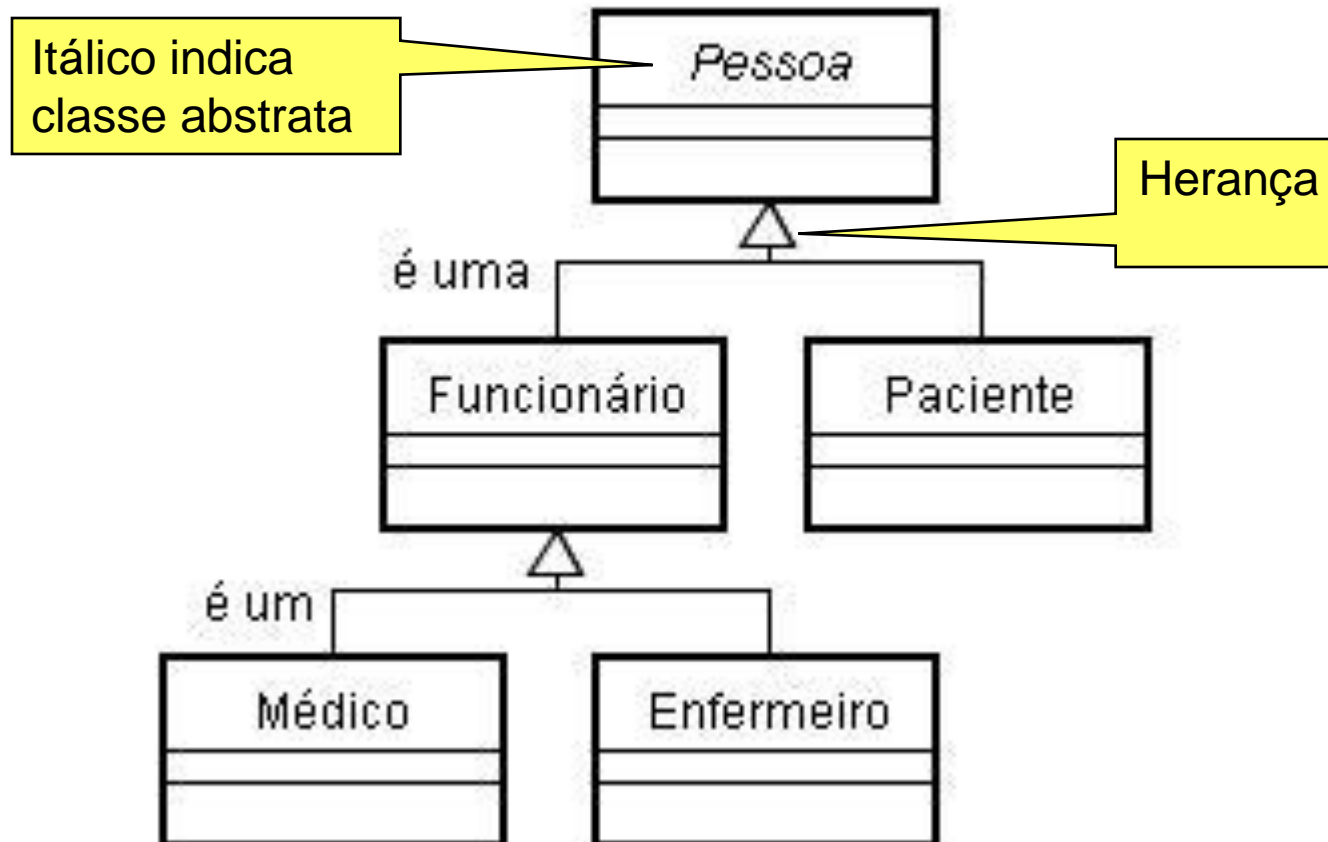 Itálico indica
classe abstrata
Pessoa
Herança
é uma
Funcionário
Paciente
é um
Médico
Enfermeiro